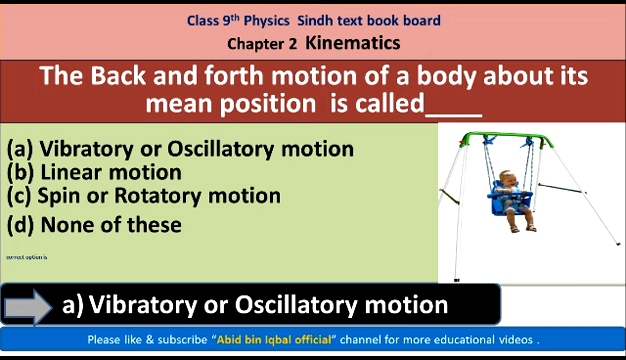 Class 9th Physics Sindh text book board
Chapter 2 Kinematics
The Back and forth motion of a body about its
mean position is called____
(a) Vibratory or Oscillatory motion
(b) Linear motion
(c) Spin or Rotatory motion
(d) None of these
correct option is
a) Vibratory or Oscillatory motion
Please like & subscribe “Abid bin Iqbal official” channel for more educational videos .